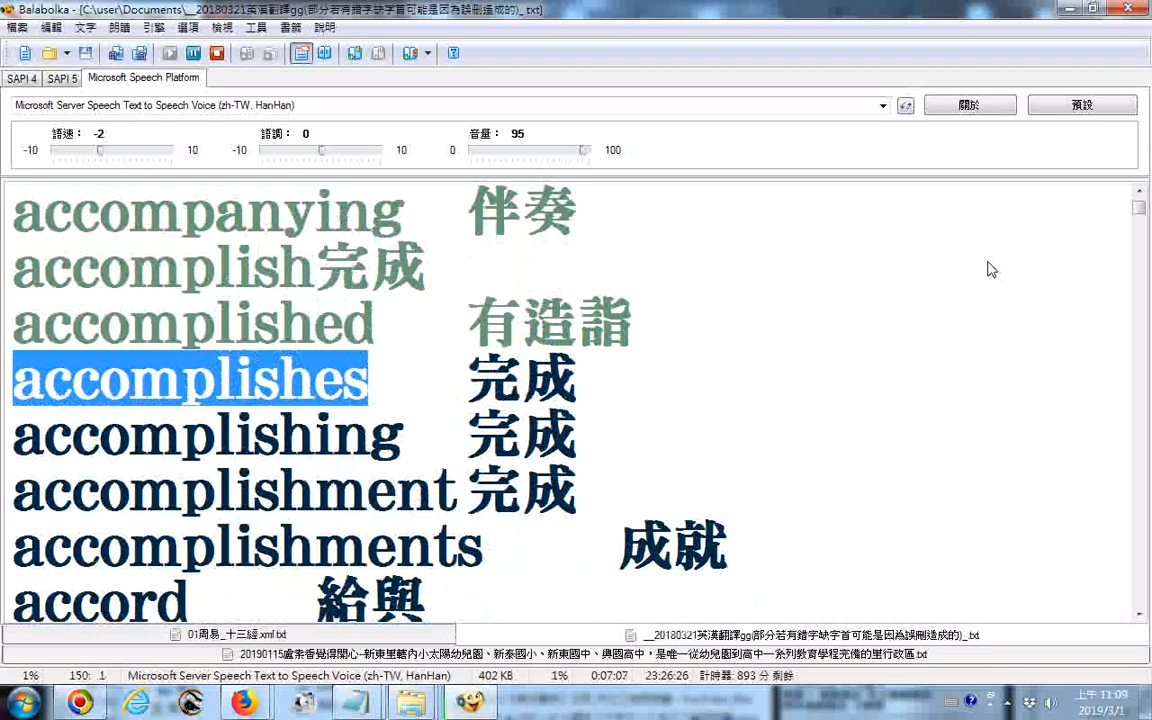 Balabolka - [C:\user\Documents\__20180321英漢翻譯gg(部分若有錯字缺字首可能是因為誤刪造成的)_.txt]
檔案 編輯 文字 朗讀 引擎 選項 檢視 工具 書籤 說明
SAPI 4 SAPI 5 Microsoft Speech Platform
Microsoft Server Speech Text to Speech Voice (zh-TW, HanHan) 關於 預設
語速： -2 語調： 0 音量： 95
-10 10 -10 10 0 100
accompanying 伴奏
accomplish完成
accomplished 有造詣
accomplishes 完成
accomplishing 完成
accomplishment 完成
accomplishments 成就
accord 給與
01周易_十三經.xml.txt __20180321英漢翻譯gg(部分若有錯字缺字首可能是因為誤刪造成的)_.txt
20190115盧素香覺得開心--新東里轄內小太陽幼兒園、新泰國小、新東國中、興國高中，是唯一從幼兒園到高中一系列教育學程完備的里行政區.txt
1% 150: 1 Microsoft Server Speech Text to Speech Voice (zh-TW, HanHan) 402 KB 1% 0:07:07 23:26:26 計時器: 893 分 剩餘
上午 11:09
2019/3/1